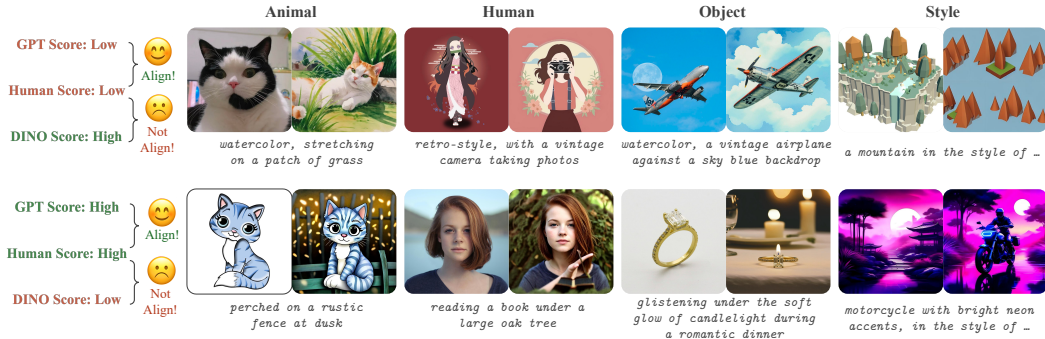 Animal
Human
Object
Style
GPT Score: Low
Align!
Human Score: Low
DINO Score: High
Not
Align!
watercolor, stretching
on a patch of grass
retro-style, with a vintage
camera taking photos
watercolor, a vintage airplane
against a sky blue backdrop
a mountain in the style of …
GPT Score: High
Align!
Human Score: High
DINO Score: Low
Not
Align!
perched on a rustic
fence at dusk
reading a book under a
large oak tree
glistening under the soft
glow of candlelight during
a romantic dinner
motorcycle with bright neon
accents, in the style of …